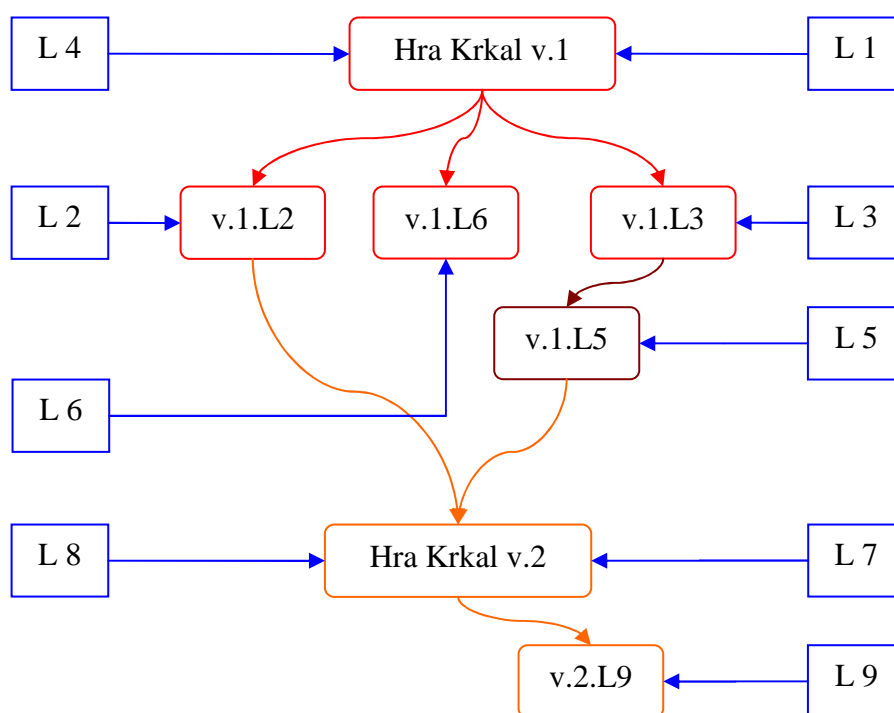 L 4
Hra Krkal v.1
L 1
L 2
v.1.L2
v.1.L6
v.1.L3
L 3
v.1.L5
L 5
L 6
L 8
Hra Krkal v.2
L 7
v.2.L9
L 9